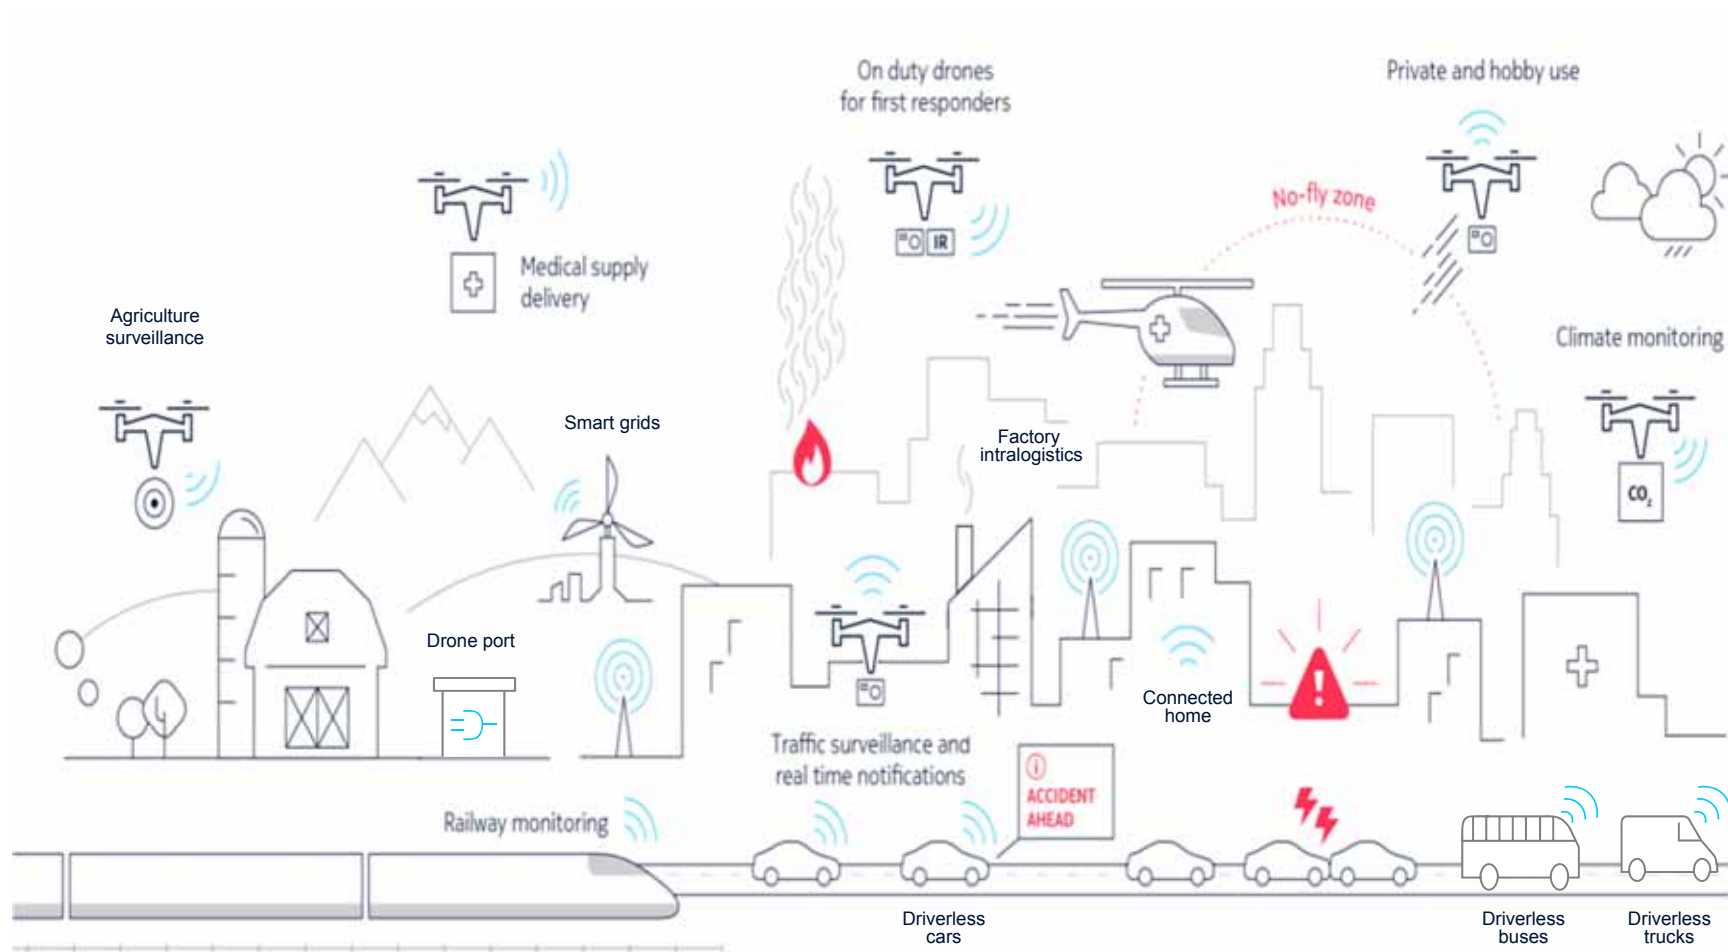 On duty drones
for first responders
Private and hobby use
No-fly zone
IR
Medical supply
delivery
Agriculture
surveillance
Climate monitoring
CO₂
Smart grids
Factory
intralogistics
Drone port
Connected
home
Traffic surveillance and
real time notifications
ACCIDENT
AHEAD
Railway monitoring
Driverless
cars
Driverless
buses
Driverless
trucks